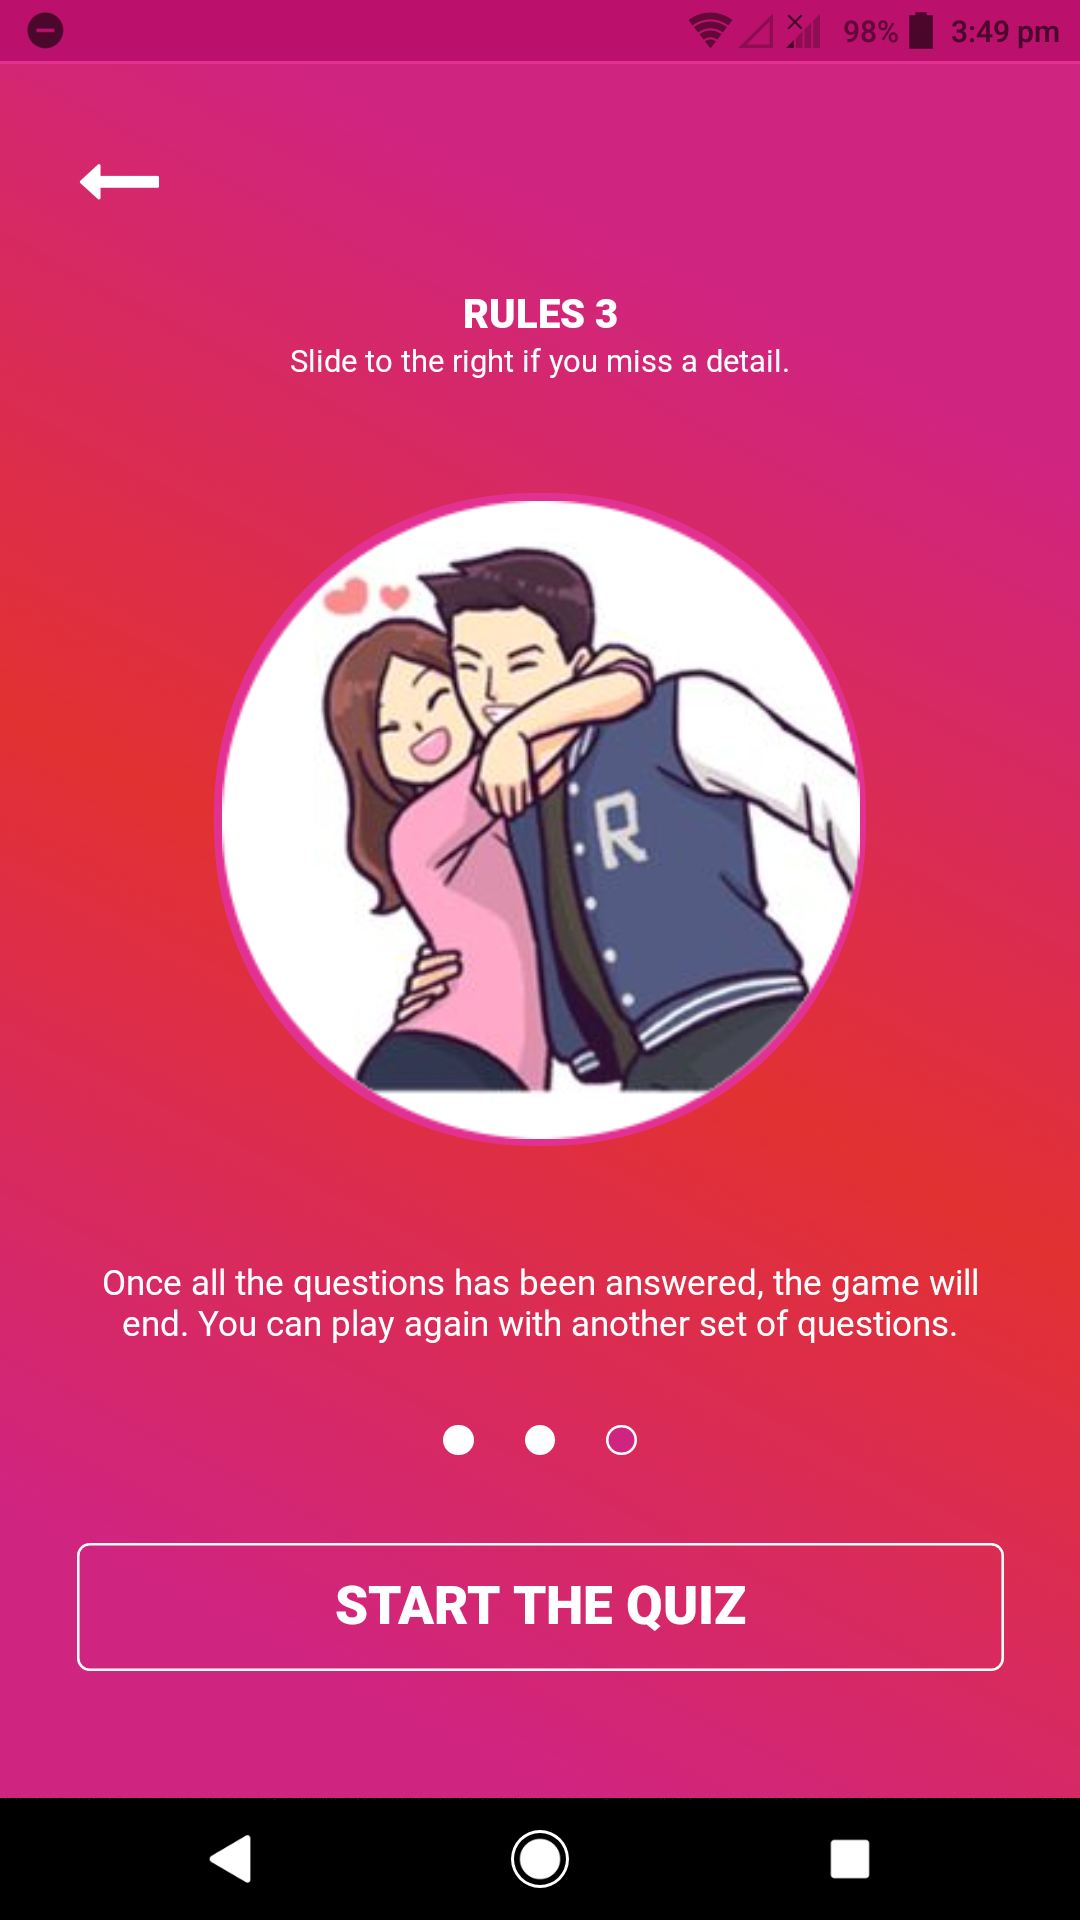 98% 3:49 pm
RULES 3
Slide to the right if you miss a detail.
R
Once all the questions has been answered, the game will
end. You can play again with another set of questions.
START THE QUIZ